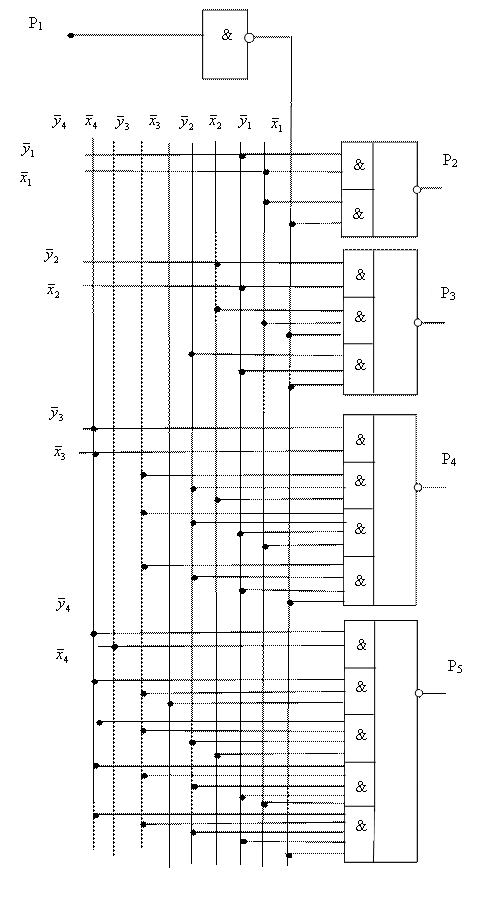 P₁
&
ȳ₄ x̄₄ ȳ₃ x̄₃ ȳ₂ x̄₂ ȳ₁ x̄₁
ȳ₁
&
P₂
x̄₁
&
ȳ₂
&
x̄₂
P₃
&
&
ȳ₃
&
x̄₃
P₄
&
&
&
ȳ₄
&
x̄₄
P₅
&
&
&
&